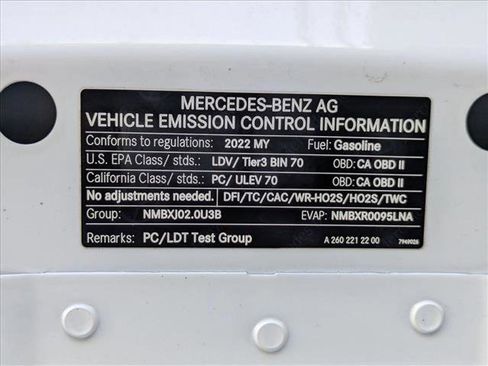 MERCEDES-BENZ AG
VEHICLE EMISSION CONTROL INFORMATION
Conforms to regulations: 2022 MY Fuel: Gasoline
U.S. EPA Class/ stds.: LDV/ Tier3 BIN 70 OBD: CA OBD II
California Class/ stds.: PC/ ULEV 70 OBD: CA OBD II
No adjustments needed. DFI/TC/CAC/WR-HO2S/HO2S/TWC
Group: NMBXJ02.0U3B EVAP: NMBXR0095LNA
Remarks: PC/LDT Test Group A 260 221 22 00 7949026